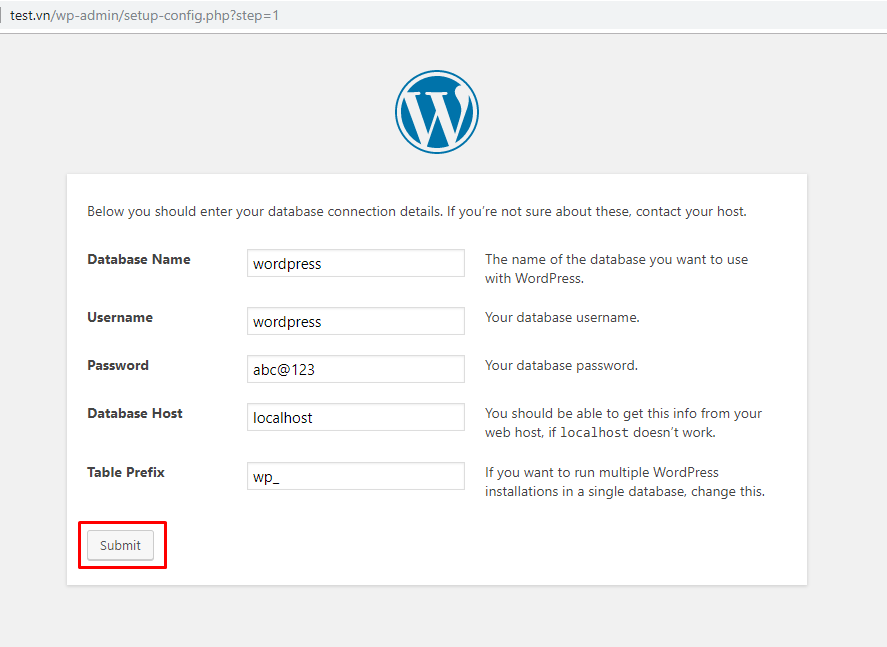 test.vn/wp-admin/setup-config.php?step=1
W
Below you should enter your database connection details. If you’re not sure about these, contact your host.
Database Name
wordpress
The name of the database you want to use
with WordPress.
Username
wordpress
Your database username.
Password
abc@123
Your database password.
Database Host
localhost
You should be able to get this info from your
web host, if localhost doesn’t work.
Table Prefix
wp_
If you want to run multiple WordPress
installations in a single database, change this.
Submit